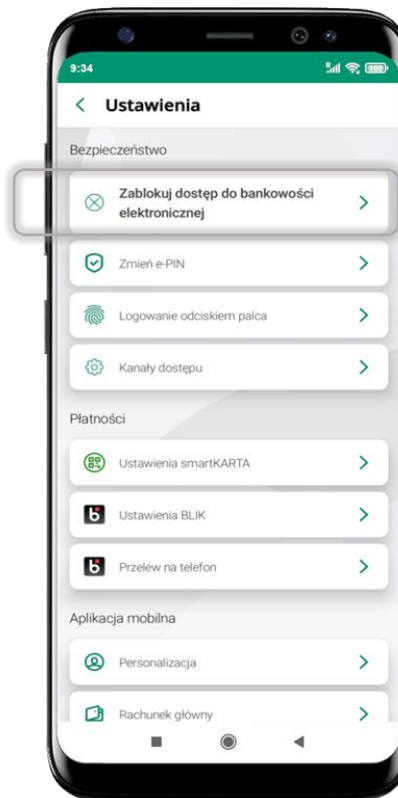 9:34
Ustawienia
Bezpieczeństwo
Zablokuj dostęp do bankowości
elektronicznej
Zmień e-PIN
Logowanie odciskiem palca
Kanały dostępu
Płatności
Ustawienia smartKARTA
Ustawienia BLIK
Przelew na telefon
Aplikacja mobilna
Personalizacja
Rachunek główny